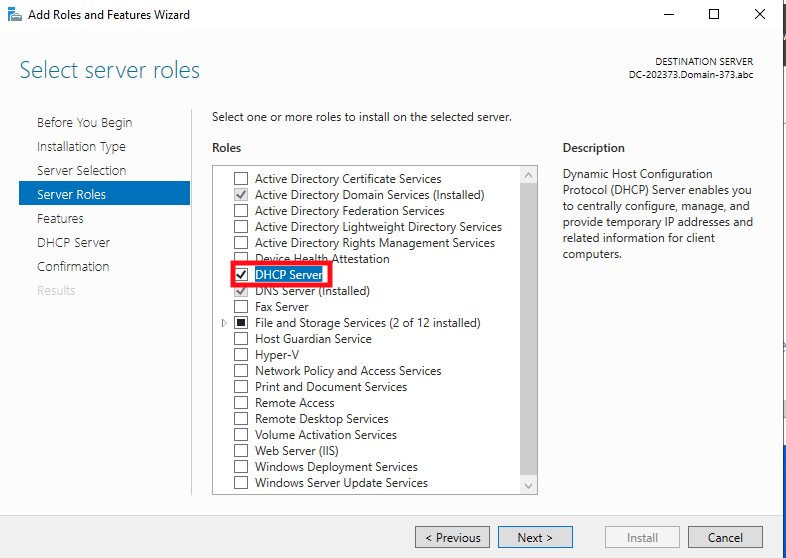 Add Roles and Features Wizard
Select server roles
DESTINATION SERVER
DC-202373.Domain-373.abc
Before You Begin
Installation Type
Server Selection
Server Roles
Features
DHCP Server
Confirmation
Results
Select one or more roles to install on the selected server.
Roles
Active Directory Certificate Services
Active Directory Domain Services (Installed)
Active Directory Federation Services
Active Directory Lightweight Directory Services
Active Directory Rights Management Services
Device Health Attestation
DHCP Server
DNS Server (Installed)
Fax Server
File and Storage Services (2 of 12 installed)
Host Guardian Service
Hyper-V
Network Policy and Access Services
Print and Document Services
Remote Access
Remote Desktop Services
Volume Activation Services
Web Server (IIS)
Windows Deployment Services
Windows Server Update Services
Description
Dynamic Host Configuration
Protocol (DHCP) Server enables you
to centrally configure, manage, and
provide temporary IP addresses and
related information for client
computers.
< Previous
Next >
Install
Cancel